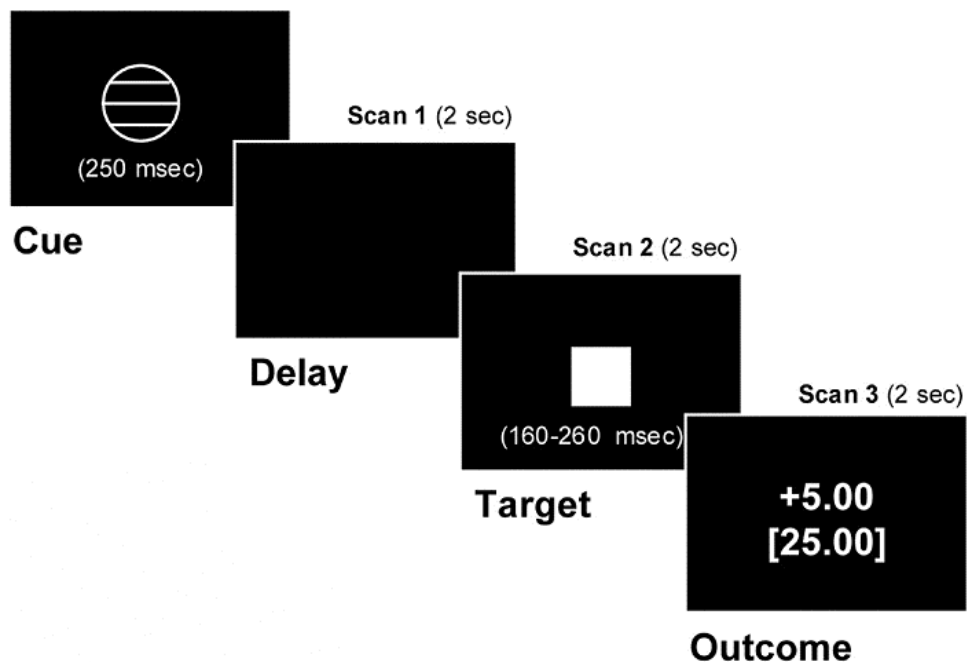 (250 msec)
Cue
Scan 1 (2 sec)
Delay
Scan 2 (2 sec)
(160-260 msec)
Target
Scan 3 (2 sec)
+5.00
[25.00]
Outcome